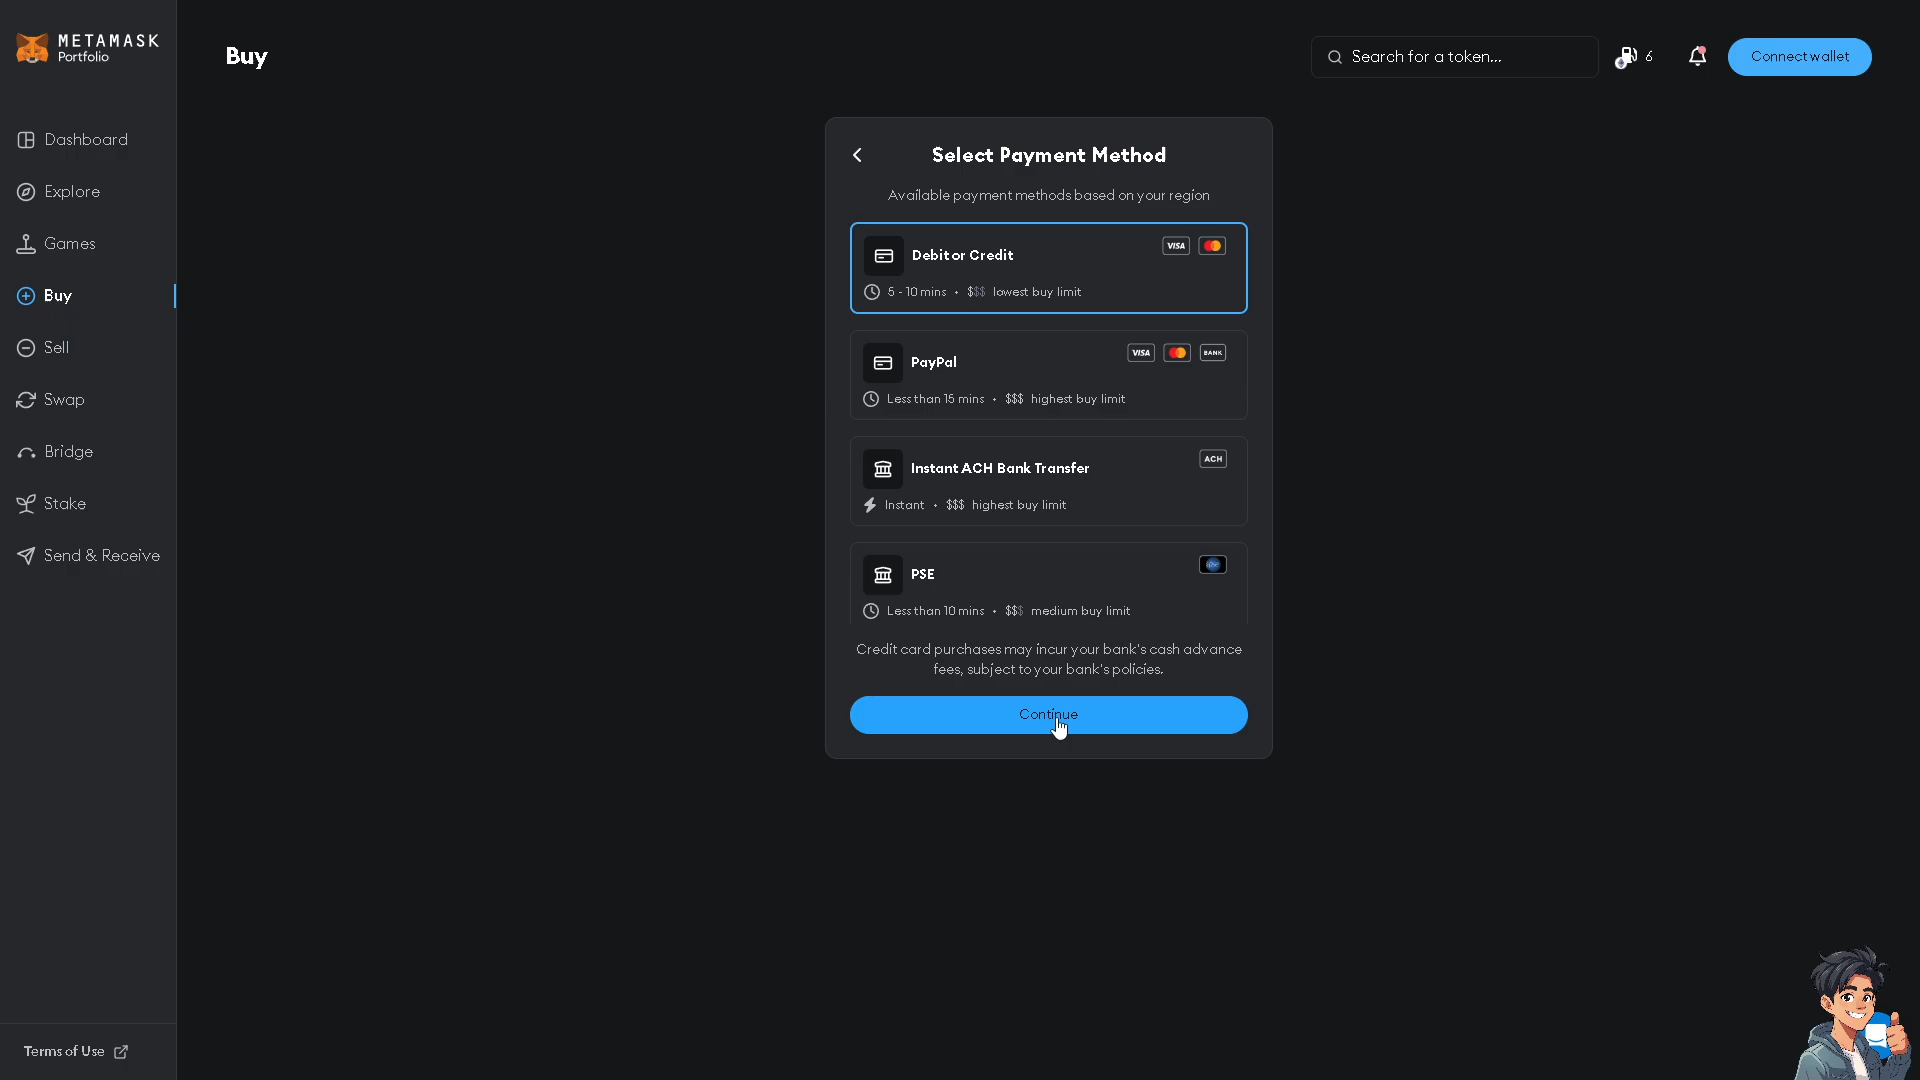 METAMASK
Portfolio
Buy
Search for a token...
6
Connect wallet
Dashboard
Explore
Games
Buy
Sell
Swap
Bridge
Stake
Send & Receive
Select Payment Method
Available payment methods based on your region
Debit or Credit
VISA
5 - 10 mins • $$$ lowest buy limit
PayPal
VISA
BANK
Less than 15 mins • $$$ highest buy limit
Instant ACH Bank Transfer
ACH
Instant • $$$ highest buy limit
PSE
pse
Less than 10 mins • $$$ medium buy limit
Credit card purchases may incur your bank's cash advance
fees, subject to your bank's policies.
Continue
Terms of Use